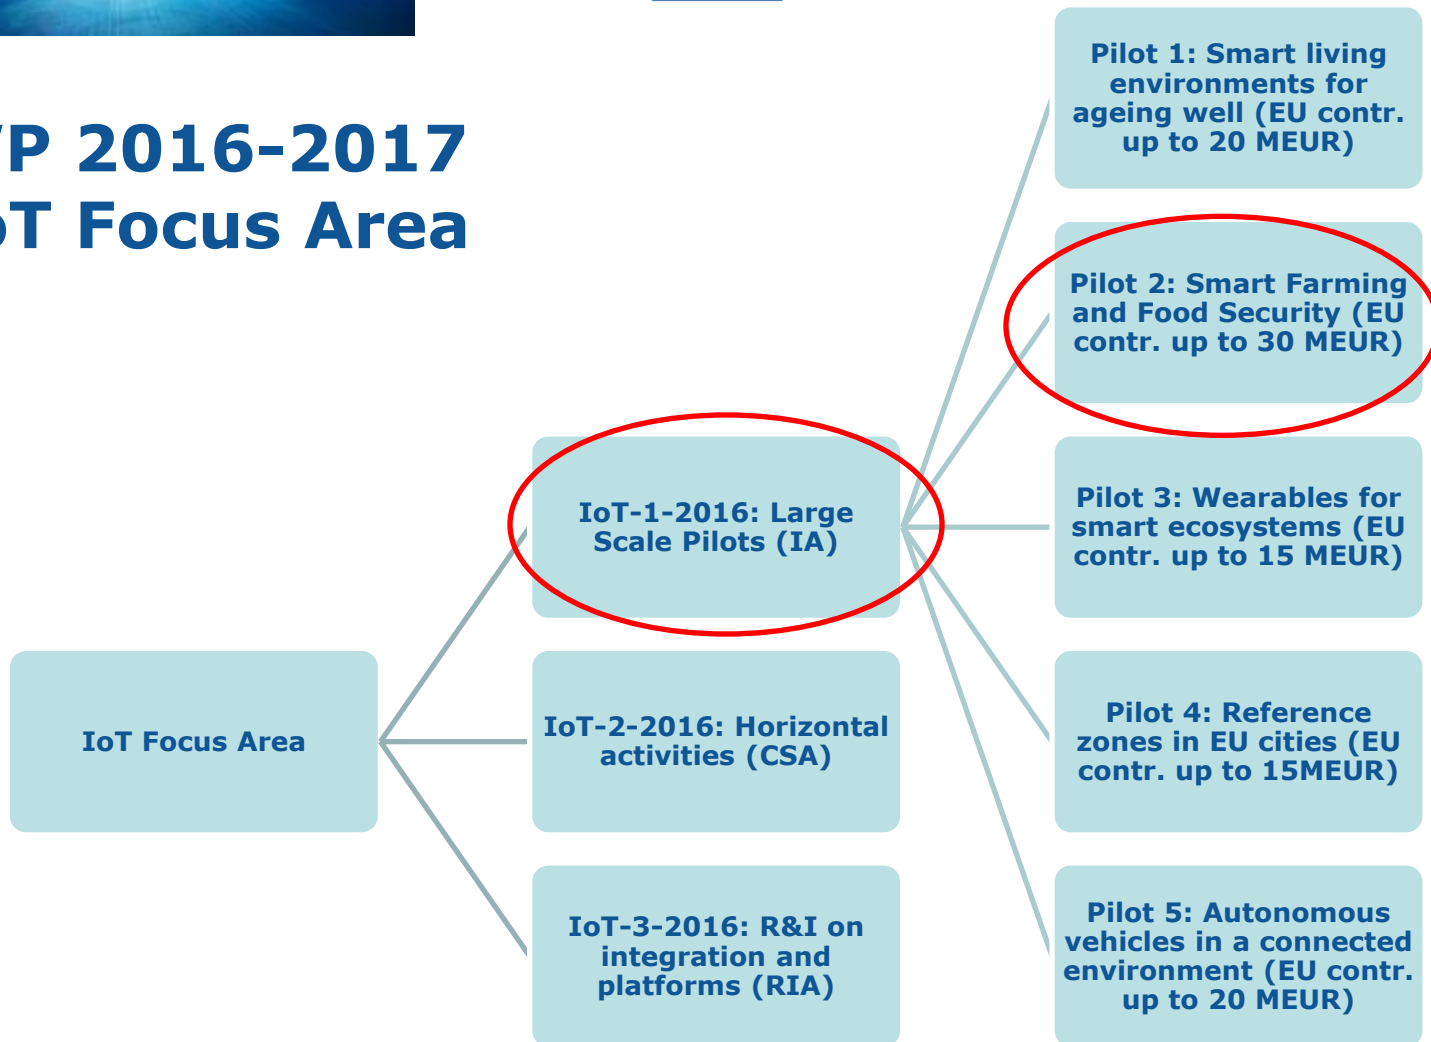 P 2016-2017
oT Focus Area
Pilot 1: Smart living
environments for
ageing well (EU contr.
up to 20 MEUR)
Pilot 2: Smart Farming
and Food Security (EU
contr. up to 30 MEUR)
IoT-1-2016: Large
Scale Pilots (IA)
Pilot 3: Wearables for
smart ecosystems (EU
contr. up to 15 MEUR)
IoT Focus Area
IoT-2-2016: Horizontal
activities (CSA)
Pilot 4: Reference
zones in EU cities (EU
contr. up to 15MEUR)
IoT-3-2016: R&I on
integration and
platforms (RIA)
Pilot 5: Autonomous
vehicles in a connected
environment (EU contr.
up to 20 MEUR)